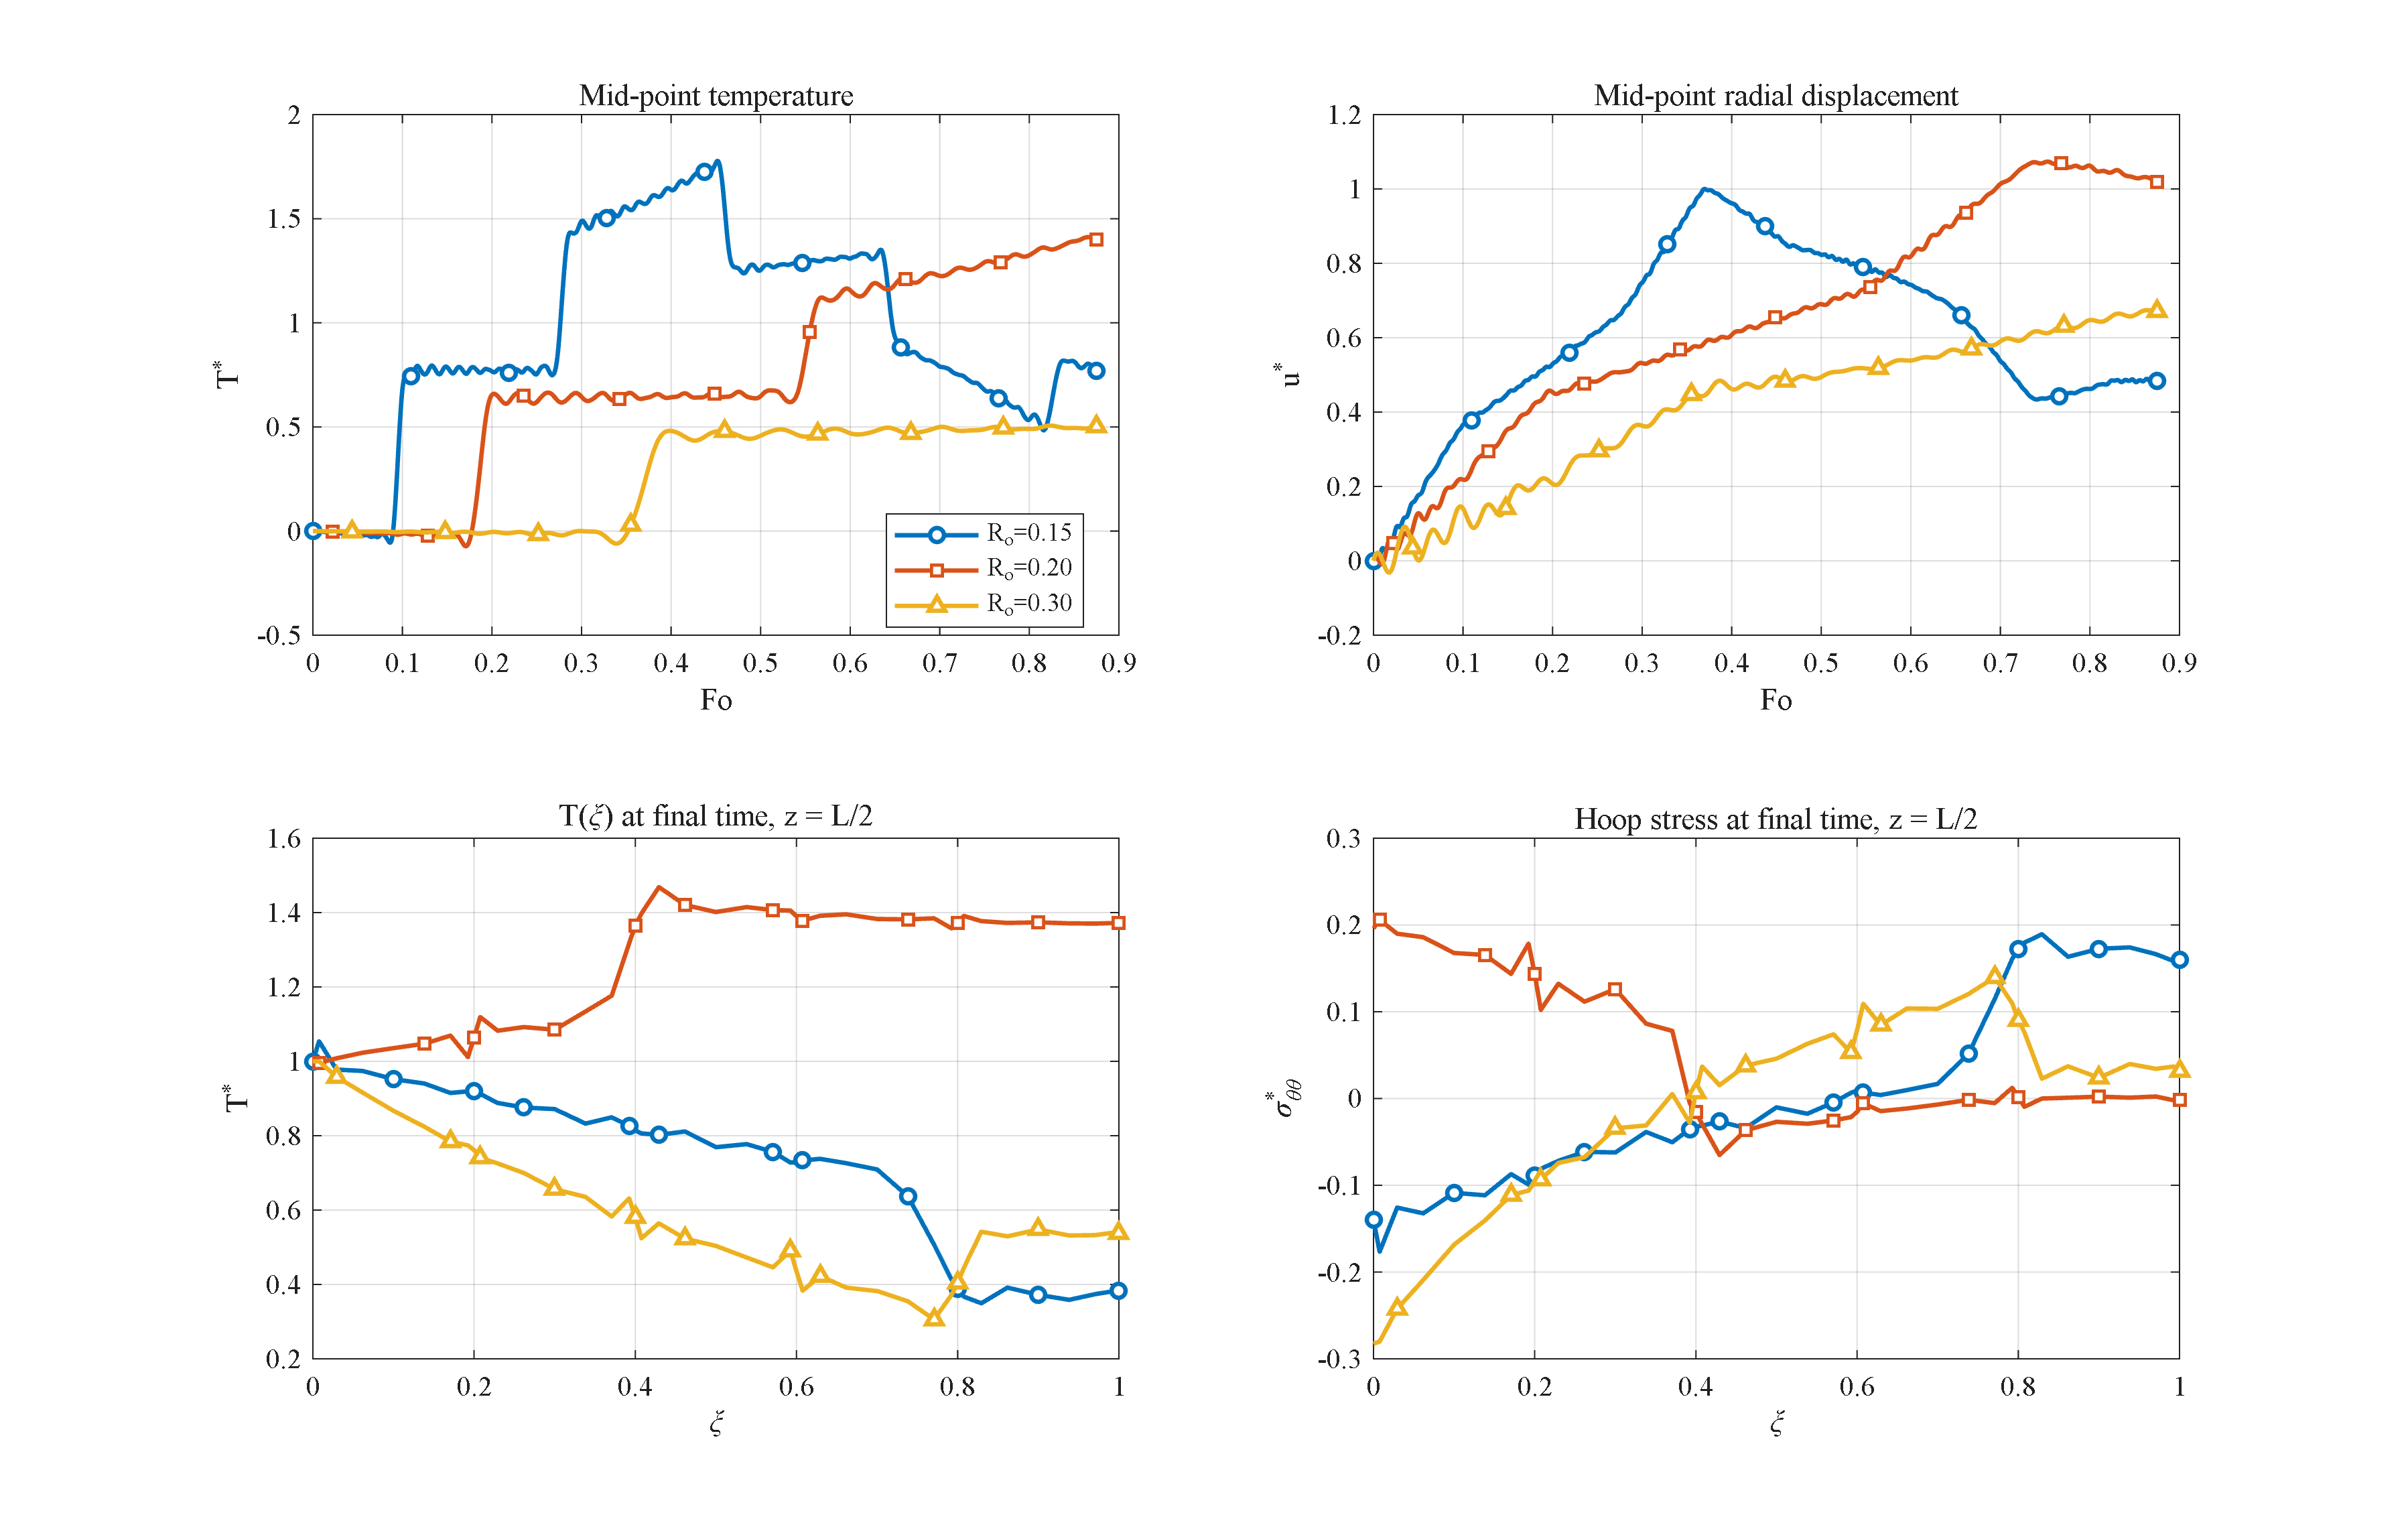 Mid-point temperature
2
1.5
1
0.5
0
-0.5
T*
0 0.1 0.2 0.3 0.4 0.5 0.6 0.7 0.8 0.9
Fo
Rₒ=0.15
Rₒ=0.20
Rₒ=0.30
Mid-point radial displacement
1.2
1
0.8
0.6
0.4
0.2
0
-0.2
u*
0 0.1 0.2 0.3 0.4 0.5 0.6 0.7 0.8 0.9
Fo
T(ξ) at final time, z = L/2
1.6
1.4
1.2
1
0.8
0.6
0.4
0.2
T*
0 0.2 0.4 0.6 0.8 1
ξ
Hoop stress at final time, z = L/2
0.3
0.2
0.1
0
-0.1
-0.2
-0.3
σ*θθ
0 0.2 0.4 0.6 0.8 1
ξ